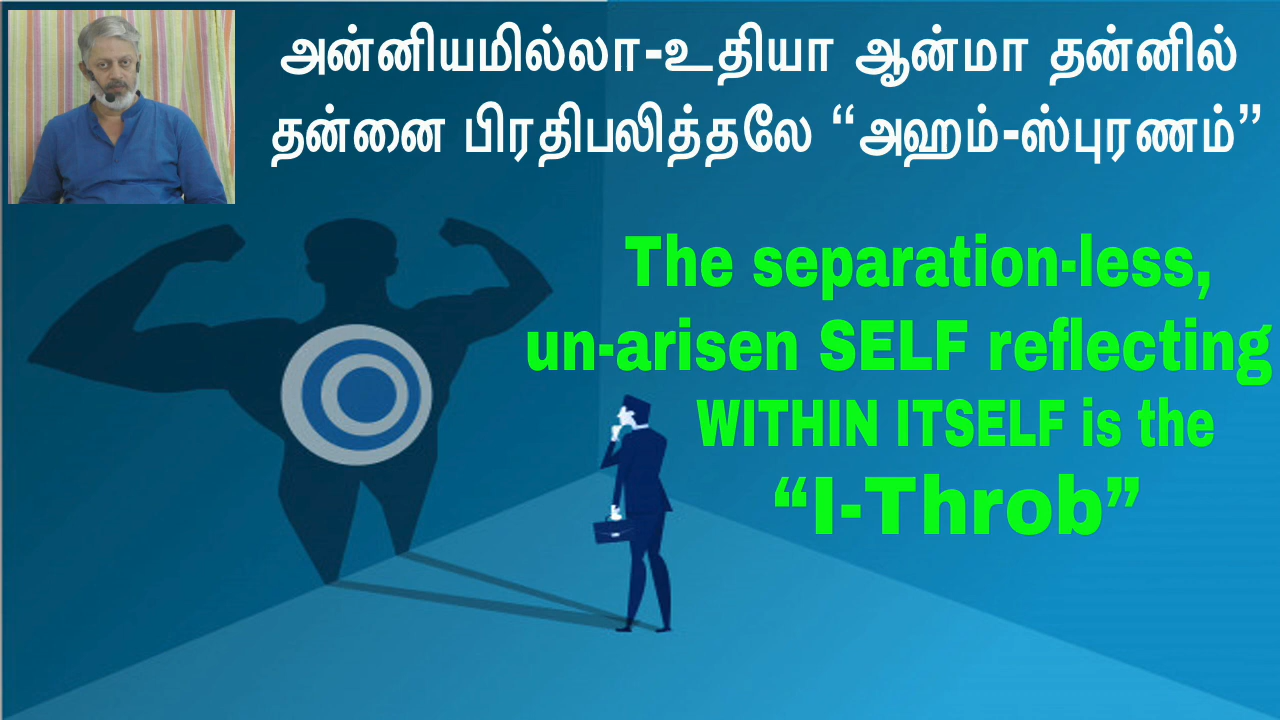 அன்னியமில்லா-உதியா ஆன்மா தன்னில்
தன்னை பிரதிபலித்தலே “அஹம்-ஸ்புரணம்”
The separation-less,
un-arisen SELF reflecting
WITHIN ITSELF is the
“I-Throb”